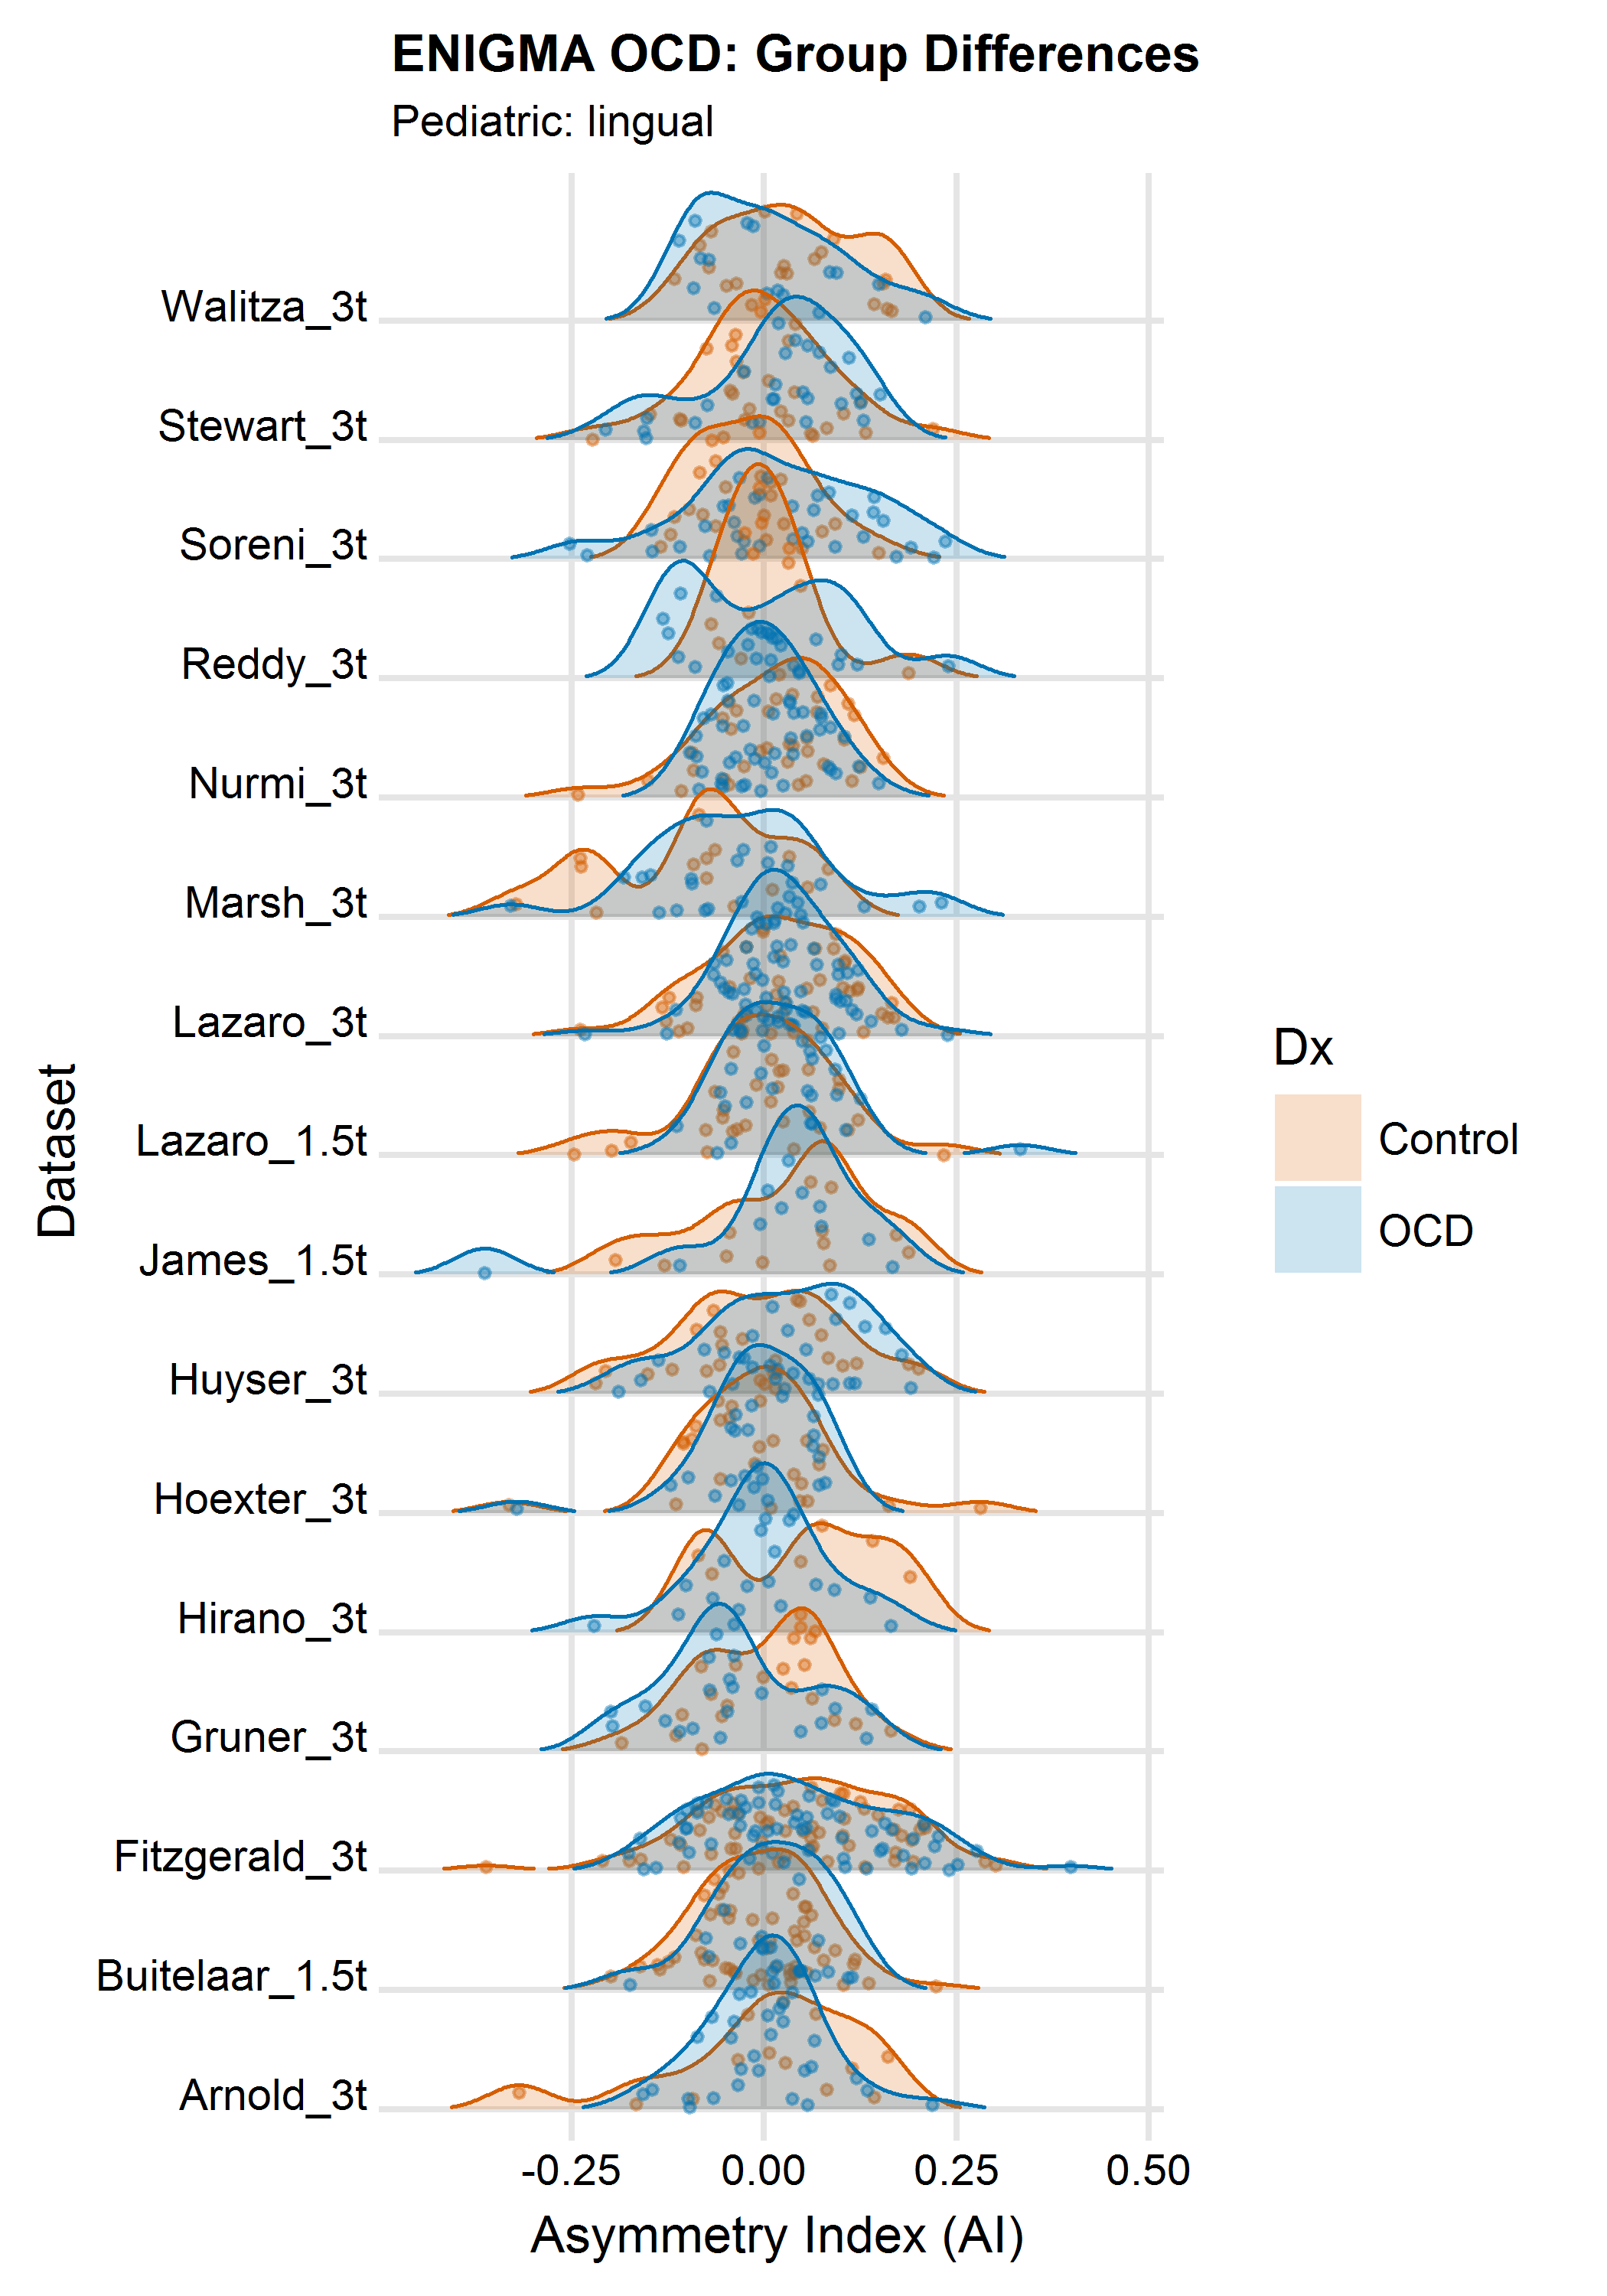 ENIGMA OCD: Group Differences
Pediatric: lingual
Walitza_3t
Stewart_3t
Soreni_3t
Reddy_3t
Nurmi_3t
Marsh_3t
Lazaro_3t
Lazaro_1.5t
James_1.5t
Huyser_3t
Hoexter_3t
Hirano_3t
Gruner_3t
Fitzgerald_3t
Buitelaar_1.5t
Arnold_3t
Dataset
-0.25 0.00 0.25 0.50
Asymmetry Index (AI)
Dx
Control
OCD